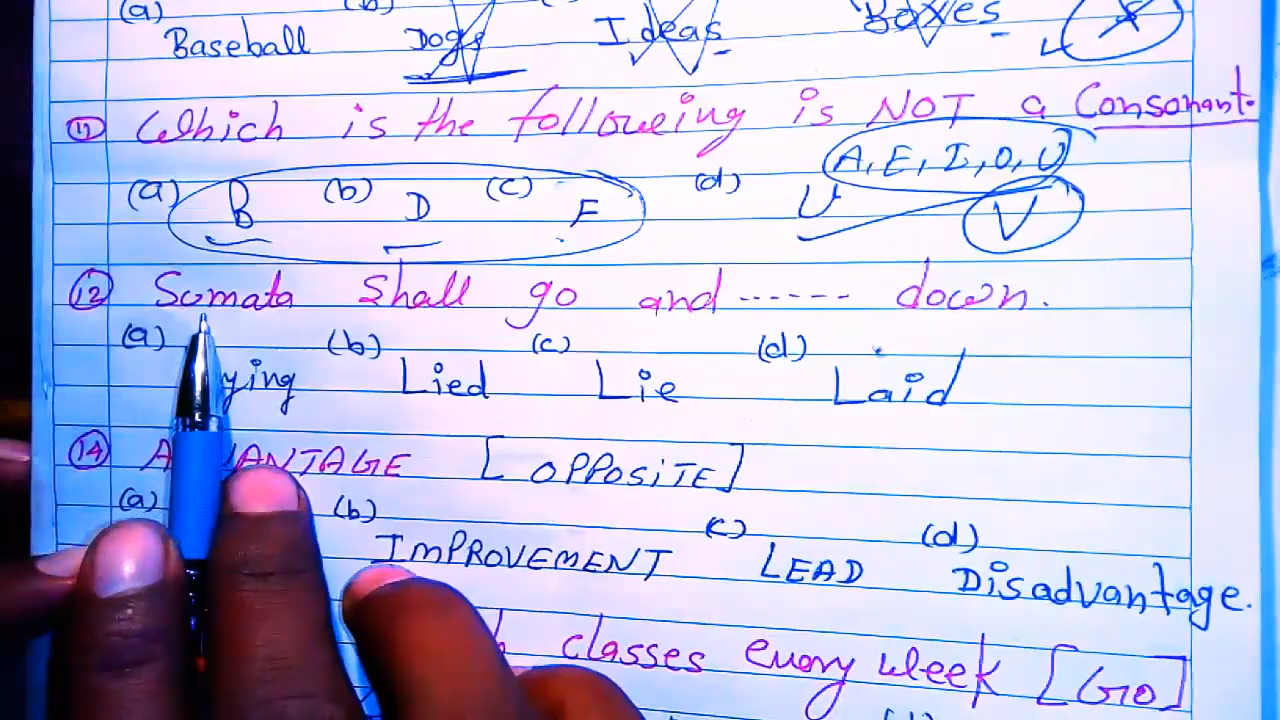 (a) (b)
Baseball Dogs Ideas Boxes
11 Which is the following is NOT a Consonant.
A, E, I, O, U
(a) B (b) D (c) F (d) U V
12 Sumata shall go and ------ down.
(a) (b) (c) (d)
ying Lied Lie Laid
14 A VANTAGE [OPPOSiTE]
(a) (b) (c) (d)
IMPROVEMENT LEAD Disadvantage.
classes every week [GO]
(d)